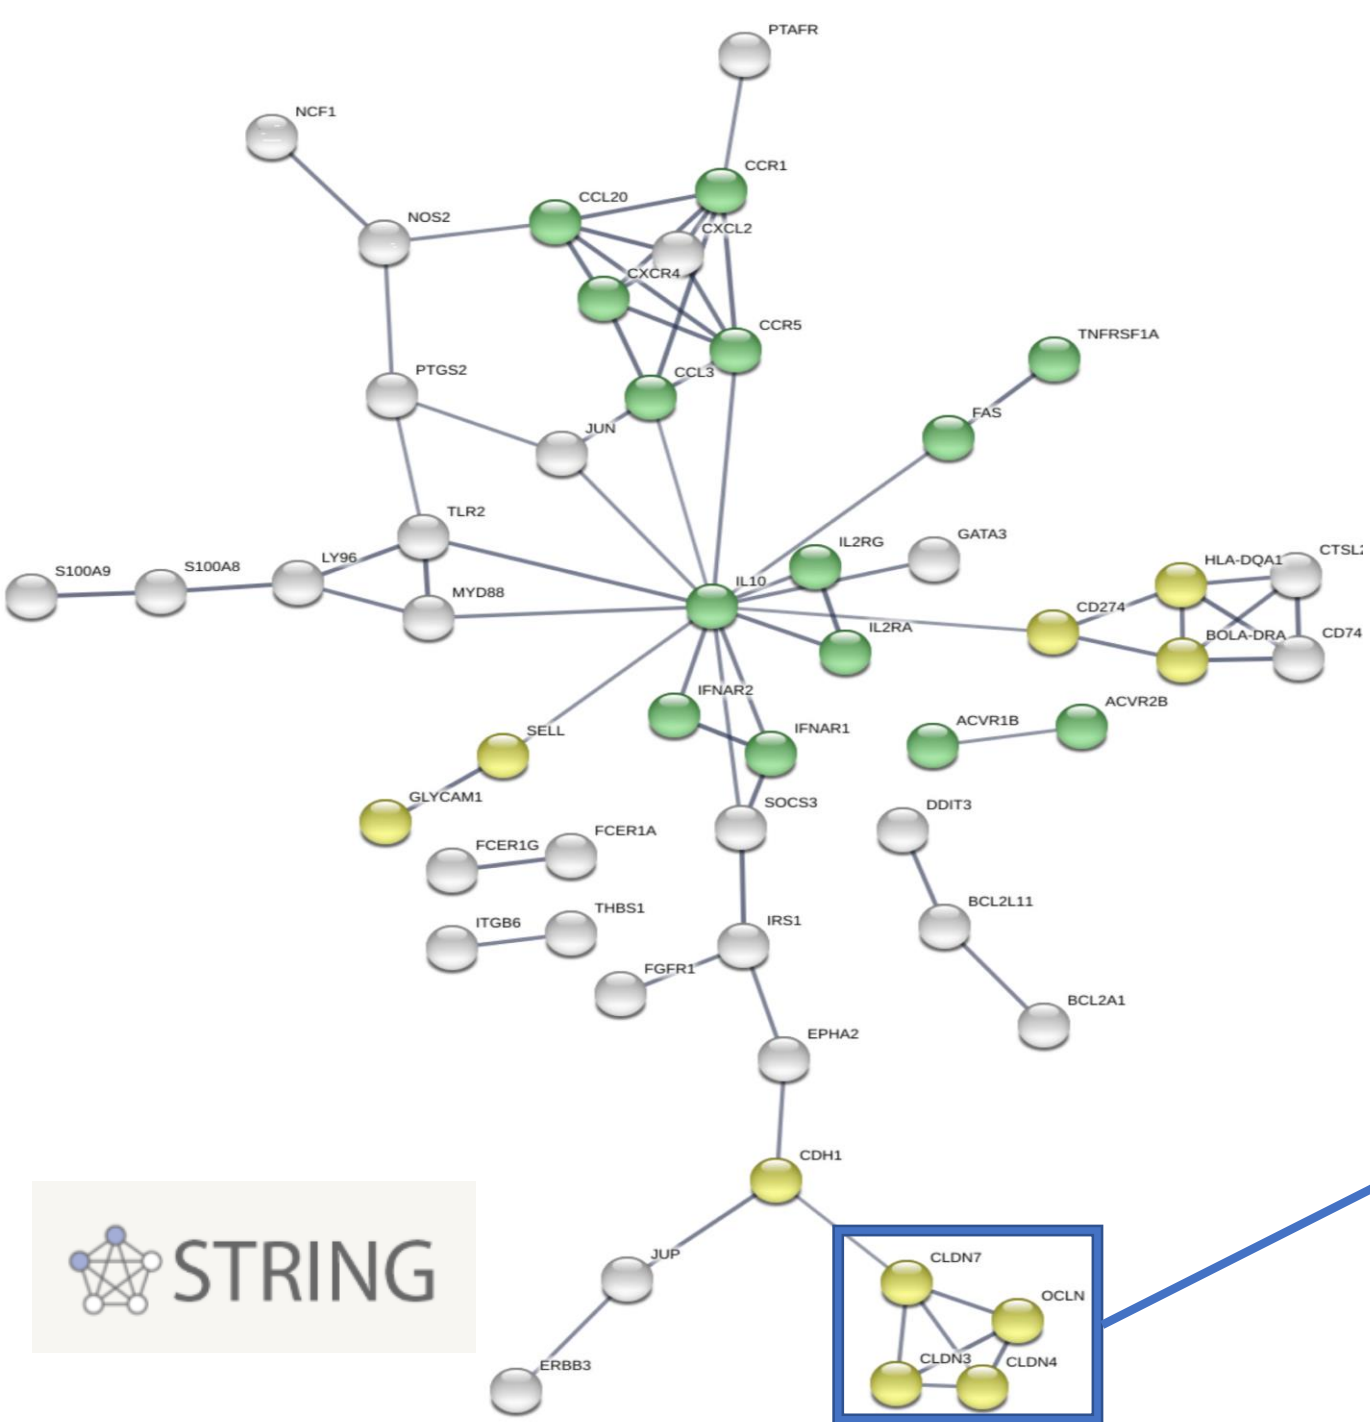 PTAFR
NCF1
CCR1
CCL20
NOS2
CXCL2
CXCR4
CCR5
TNFRSF1A
PTGS2
CCL3
FAS
JUN
TLR2
GATA3
IL2RG
CTSL2
LY96
HLA-DQA1
S100A8
S100A9
IL10
MYD88
CD274
IL2RA
BOLA-DRA
CD74
IFNAR2
ACVR2B
ACVR1B
IFNAR1
SELL
GLYCAM1
SOCS3
DDIT3
FCER1A
FCER1G
BCL2L11
THBS1
ITGB6
IRS1
FGFR1
BCL2A1
EPHA2
CDH1
JUP
CLDN7
STRING
OCLN
CLDN3
CLDN4
ERBB3